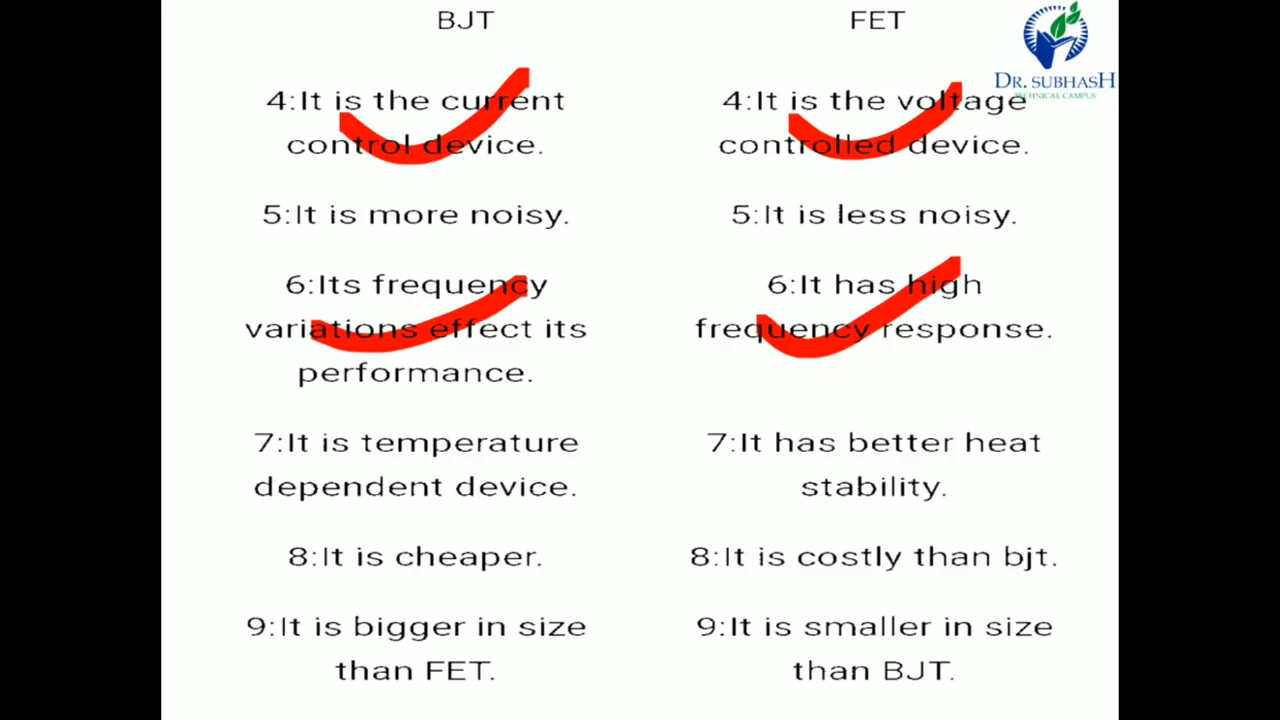 BJT
FET
DR. SUBHASH
TECHNICAL CAMPUS
4:It is the current
control device.
4:It is the voltage
controlled device.
5:It is more noisy.
5:It is less noisy.
6:Its frequency
variations effect its
performance.
6:It has high
frequency response.
7:It is temperature
dependent device.
7:It has better heat
stability.
8:It is cheaper.
8:It is costly than bjt.
9:It is bigger in size
than FET.
9:It is smaller in size
than BJT.